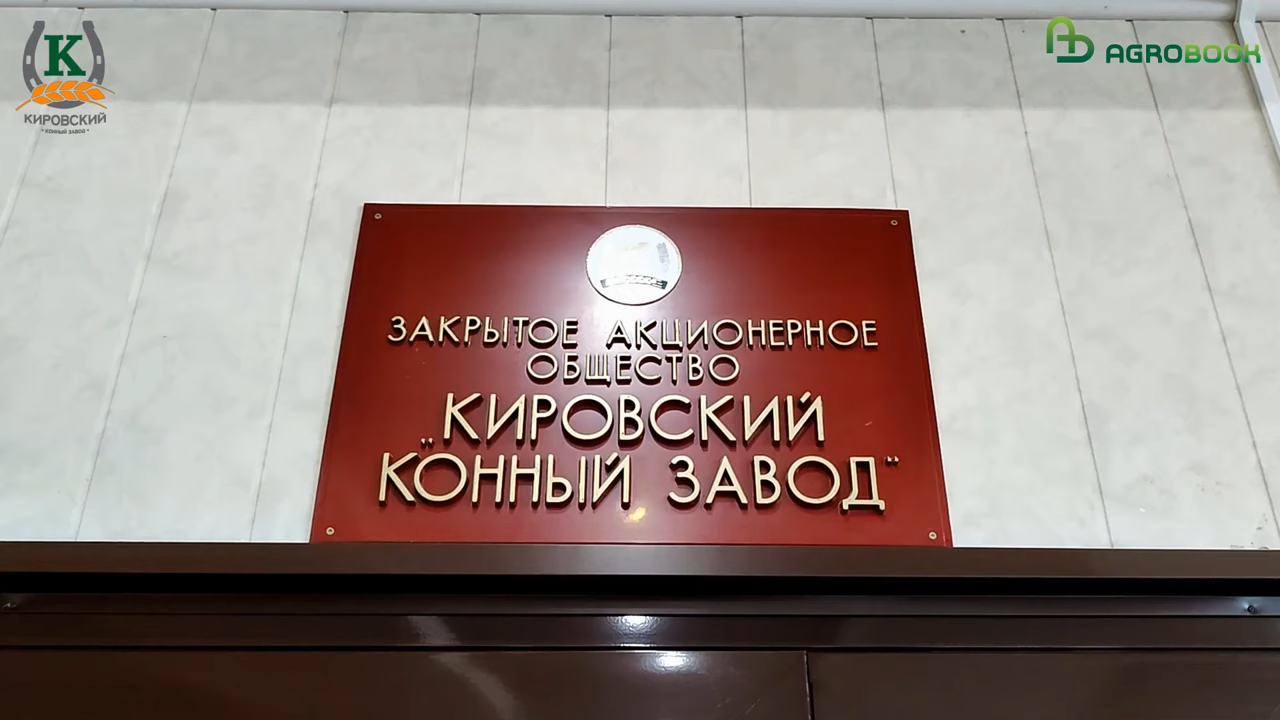 К
КИРОВСКИЙ
• КОННЫЙ ЗАВОД •
AGROBOOK
ЗАКРЫТОЕ АКЦИОНЕРНОЕ
ОБЩЕСТВО
„КИРОВСКИЙ
КОННЫЙ ЗАВОД“